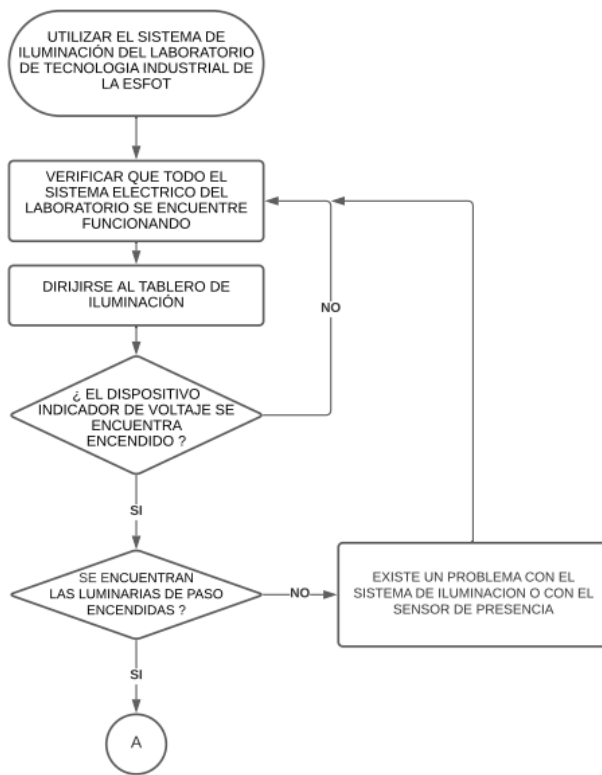 UTILIZAR EL SISTEMA DE
ILUMINACIÓN DEL LABORATORIO
DE TECNOLOGIA INDUSTRIAL DE
LA ESFOT
VERIFICAR QUE TODO EL
SISTEMA ELECTRICO DEL
LABORATORIO SE ENCUENTRE
FUNCIONANDO
DIRIJIRSE AL TABLERO DE
ILUMINACIÓN
NO
¿ EL DISPOSITIVO
INDICADOR DE VOLTAJE SE
ENCUENTRA
ENCENDIDO ?
SI
SE ENCUENTRAN
LAS LUMINARIAS DE PASO
ENCENDIDAS ?
NO
EXISTE UN PROBLEMA CON EL
SISTEMA DE ILUMINACION O CON EL
SENSOR DE PRESENCIA
SI
A